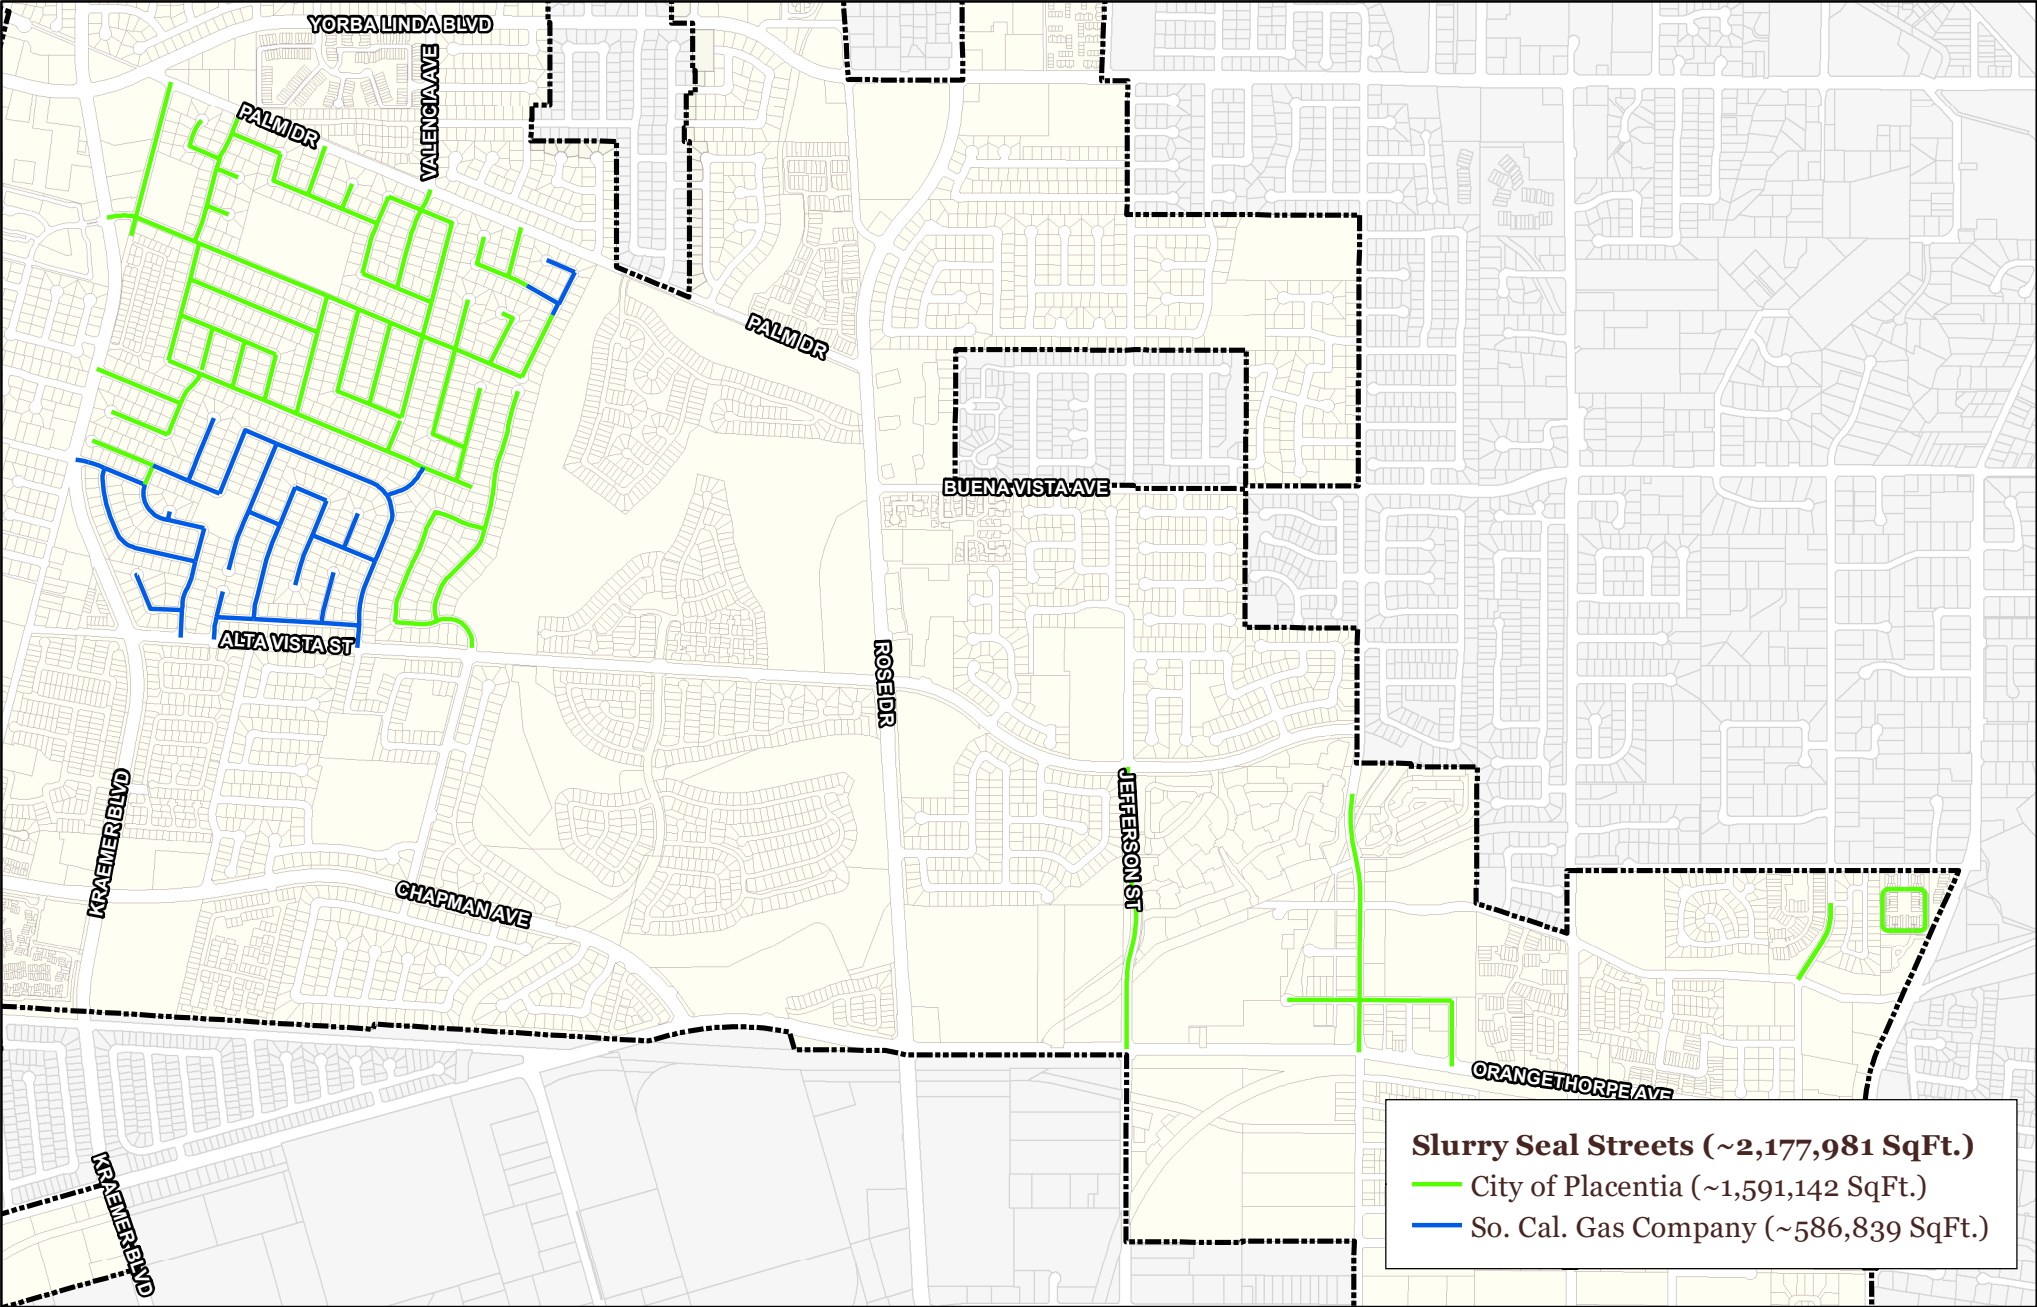 YORBA LINDA BLVD
VALENCIA AVE
PALM DR
PALM DR
BUENA VISTA AVE
ALTA VISTA ST
ROSE DR
KRAEMER BLVD
JEFFERSON ST
CHAPMAN AVE
ORANGETHORPE AVE
KRAEMER BLVD
Slurry Seal Streets (~2,177,981 SqFt.)
City of Placentia (~1,591,142 SqFt.)
So. Cal. Gas Company (~586,839 SqFt.)